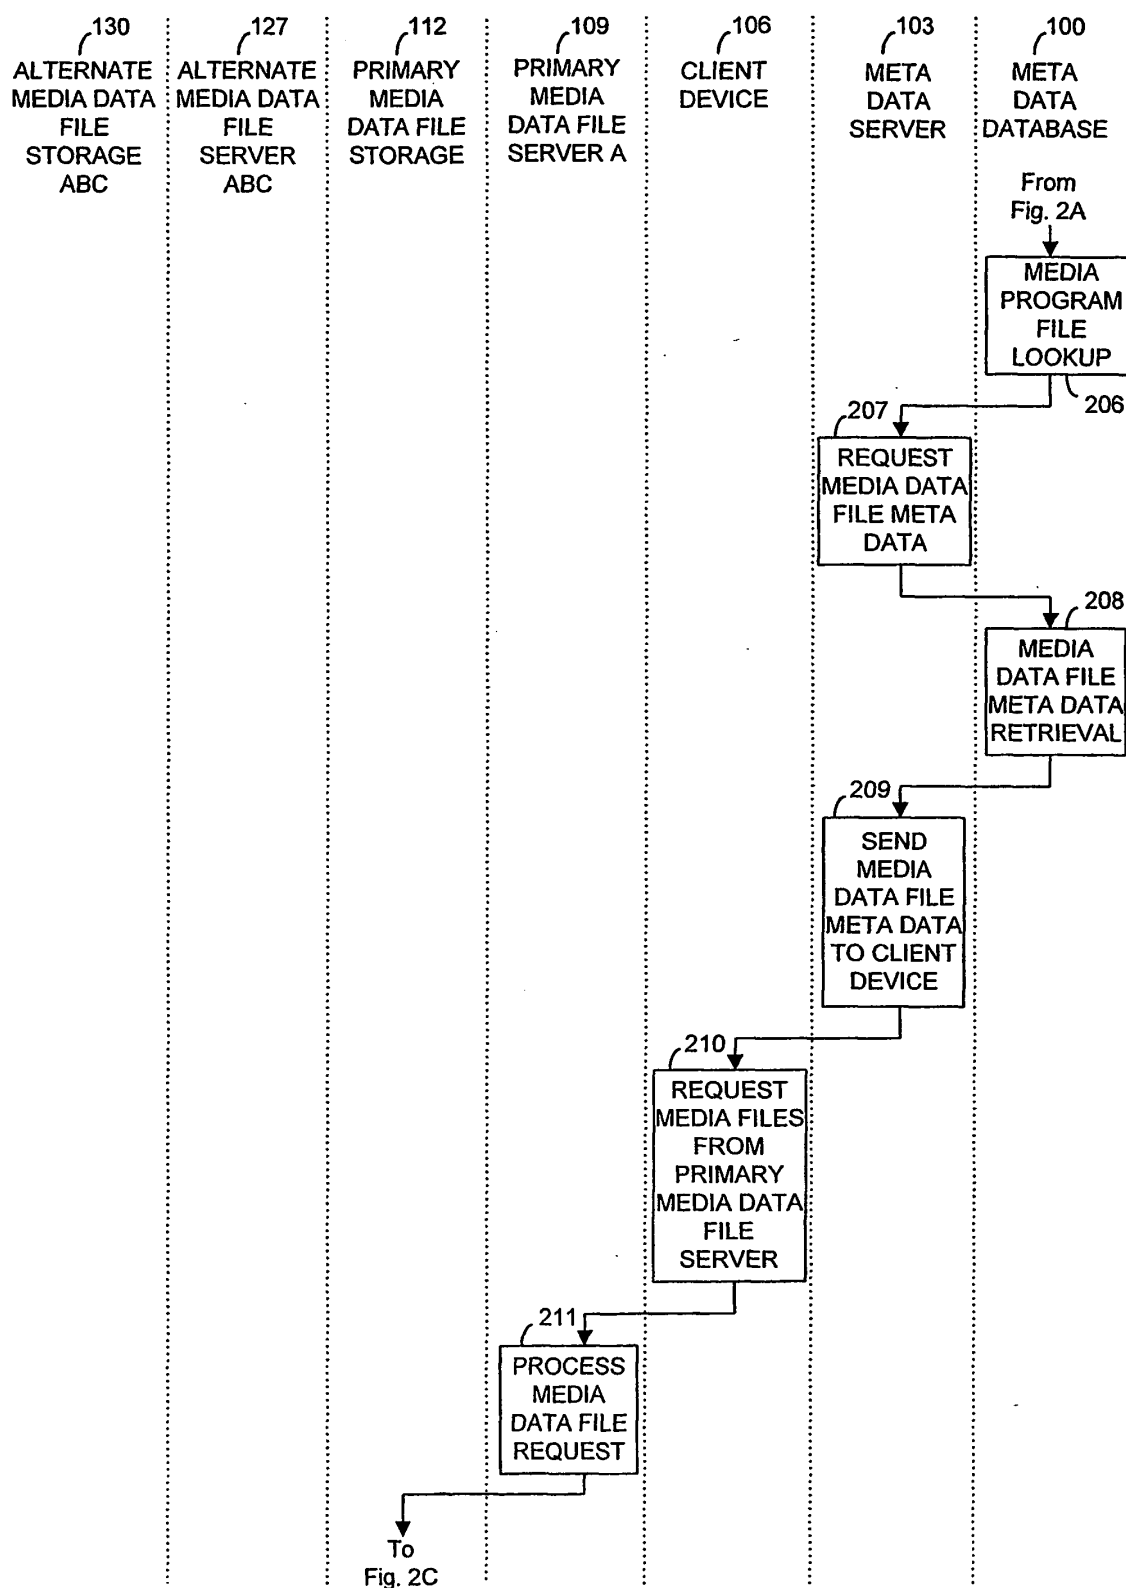 130
ALTERNATE
MEDIA DATA
FILE
STORAGE
ABC
127
ALTERNATE
MEDIA DATA
FILE
SERVER
ABC
112
PRIMARY
MEDIA
DATA FILE
STORAGE
109
PRIMARY
MEDIA
DATA FILE
SERVER A
106
CLIENT
DEVICE
103
META
DATA
SERVER
100
META
DATA
DATABASE
From
Fig. 2A
MEDIA
PROGRAM
FILE
LOOKUP
206
207
REQUEST
MEDIA DATA
FILE META
DATA
208
MEDIA
DATA FILE
META DATA
RETRIEVAL
209
SEND
MEDIA
DATA FILE
META DATA
TO CLIENT
DEVICE
210
REQUEST
MEDIA FILES
FROM
PRIMARY
MEDIA DATA
FILE
SERVER
211
PROCESS
MEDIA
DATA FILE
REQUEST
To
Fig. 2C